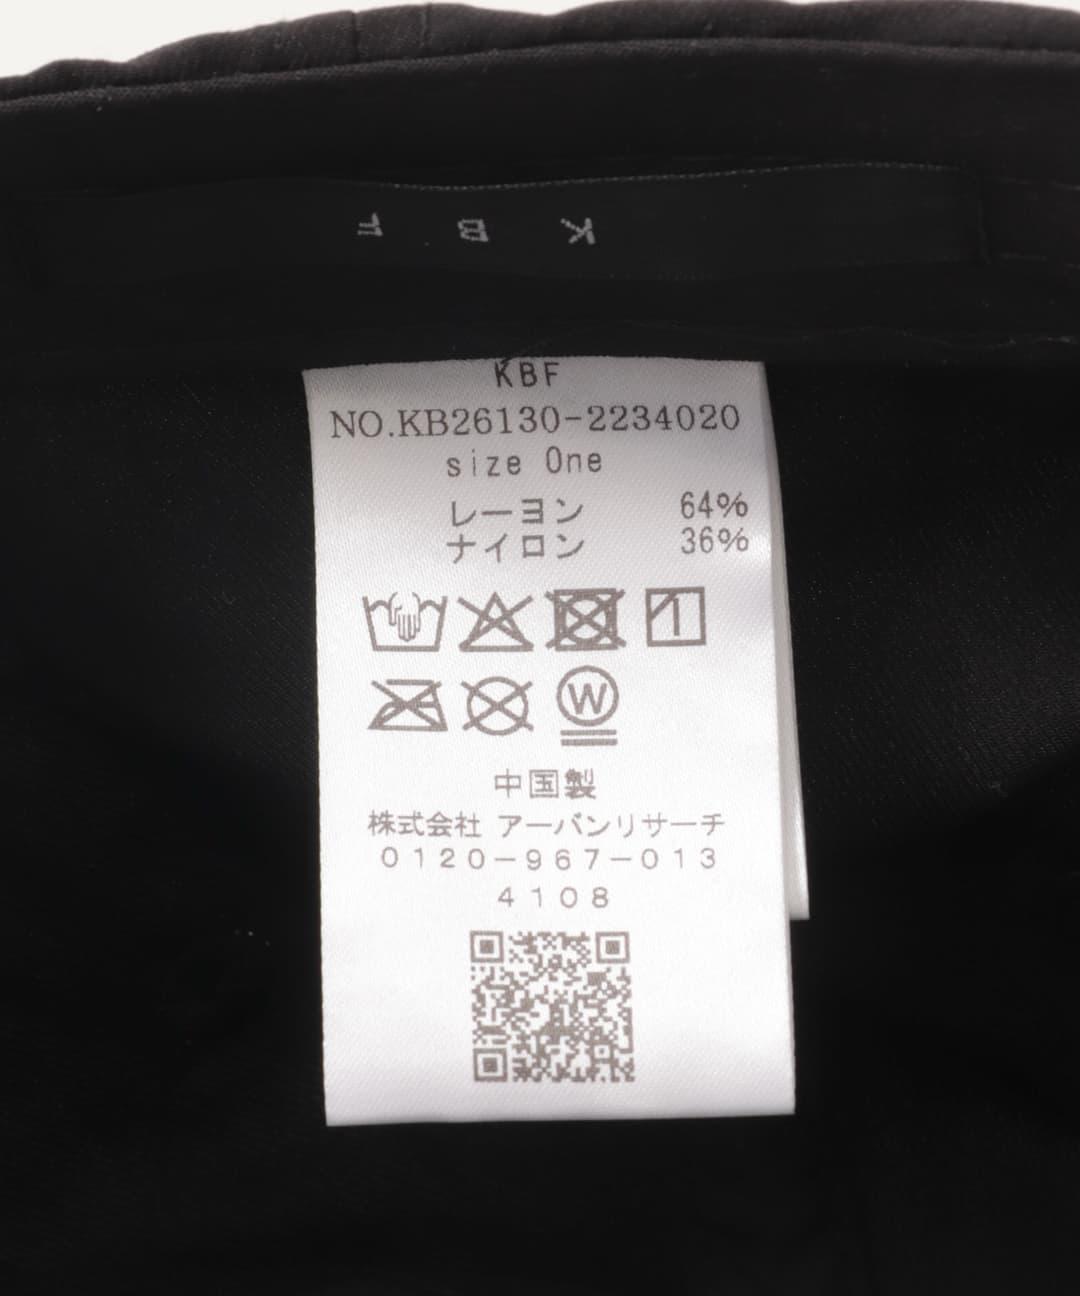 KBF
KBF
NO.KB26130-2234020
size One
レーヨン 64%
ナイロン 36%
W
中国製
株式会社 アーバンリサーチ
0120-967-013
4108